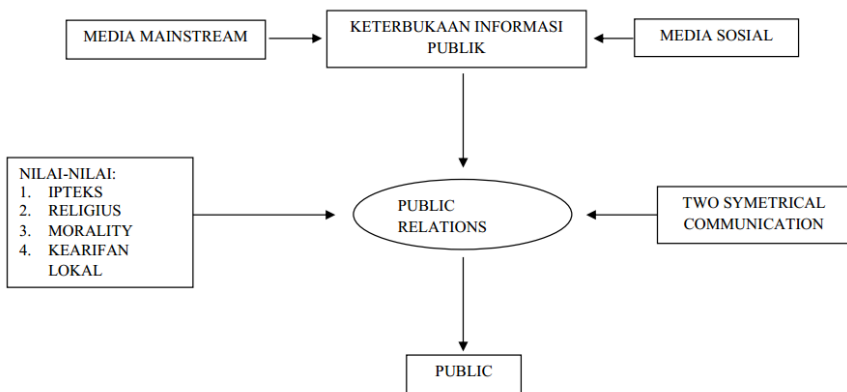 MEDIA MAINSTREAM
KETERBUKAAN INFORMASI
PUBLIK
MEDIA SOSIAL
NILAI-NILAI:
1. IPTEKS
2. RELIGIUS
3. MORALITY
4. KEARIFAN
LOKAL
PUBLIC
RELATIONS
TWO SYMETRICAL
COMMUNICATION
PUBLIC